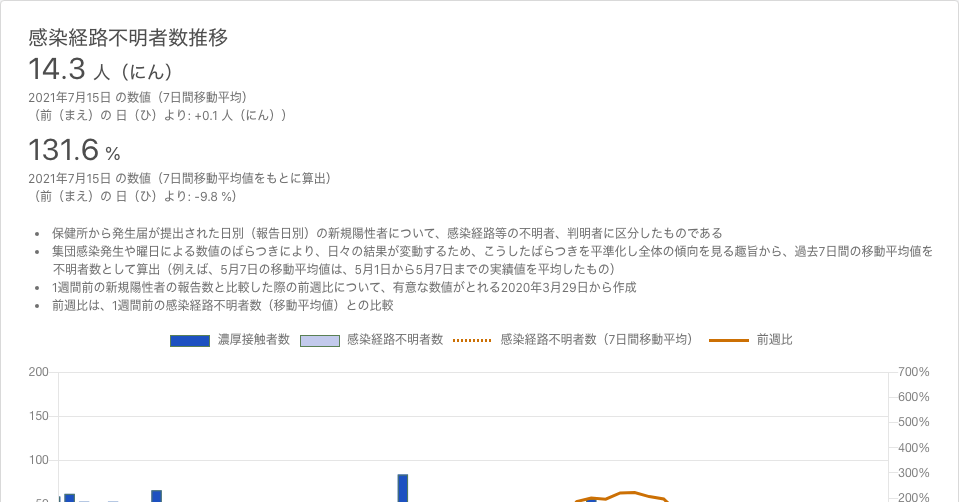 感染経路不明者数推移
14.3 人（にん）
2021年7月15日 の数値（7日間移動平均）
（前（まえ）の 日（ひ）より: +0.1 人（にん））
131.6 %
2021年7月15日 の数値（7日間移動平均値をもとに算出）
（前（まえ）の 日（ひ）より: -9.8 %）
• 保健所から発生届が提出された日別（報告日別）の新規陽性者について、感染経路等の不明者、判明者に区分したものである
• 集団感染発生や曜日による数値のばらつきにより、日々の結果が変動するため、こうしたばらつきを平準化し全体の傾向を見る趣旨から、過去7日間の移動平均値を
不明者数として算出（例えば、5月7日の移動平均値は、5月1日から5月7日までの実績値を平均したもの）
• 1週間前の新規陽性者の報告数と比較した際の前週比について、有意な数値がとれる2020年3月29日から作成
• 前週比は、1週間前の感染経路不明者数（移動平均値）との比較
濃厚接触者数 感染経路不明者数 感染経路不明者数（7日間移動平均） 前週比
200 700%
600%
150 500%
400%
100 300%
50 200%